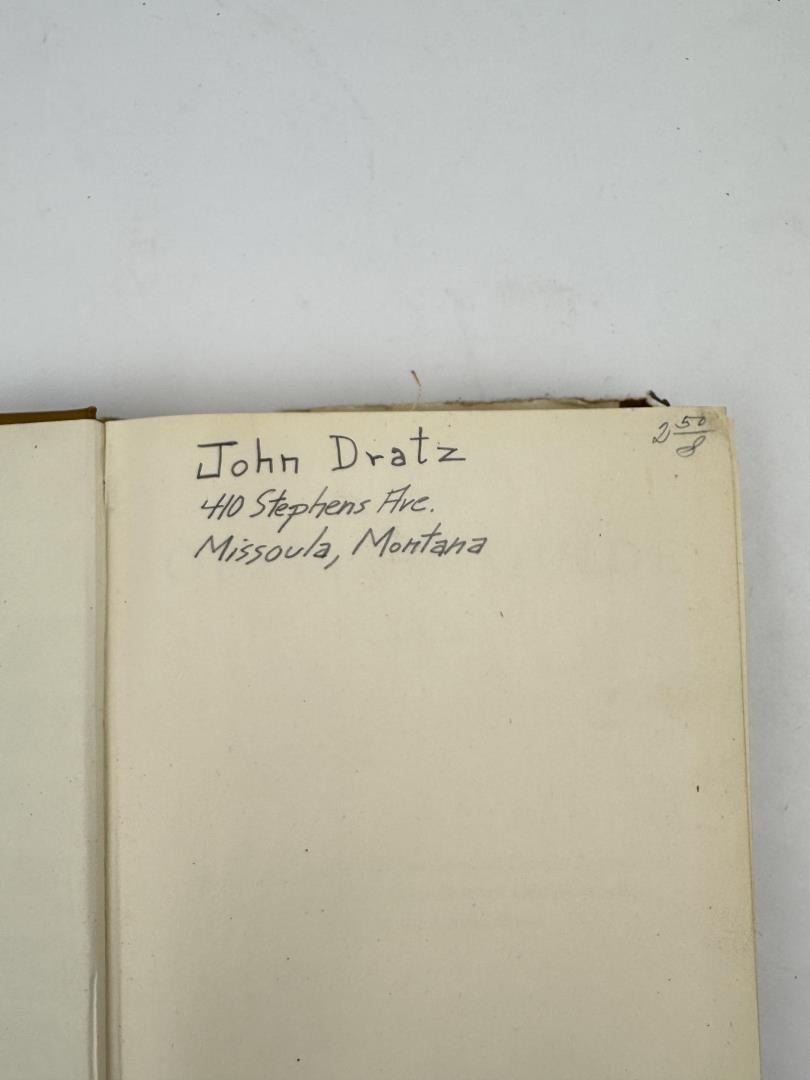 John Dratz
410 Stephens Ave.
Missoula, Montana
2 50/8